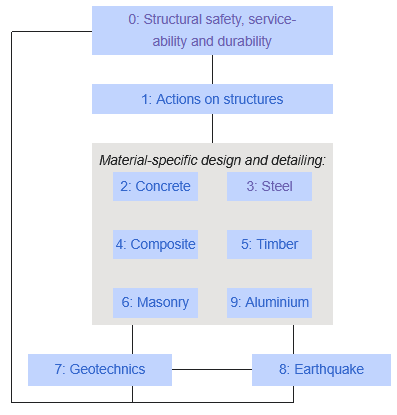 0: Structural safety, service-
ability and durability
1: Actions on structures
Material-specific design and detailing:
2: Concrete
3: Steel
4: Composite
5: Timber
6: Masonry
9: Aluminium
7: Geotechnics
8: Earthquake